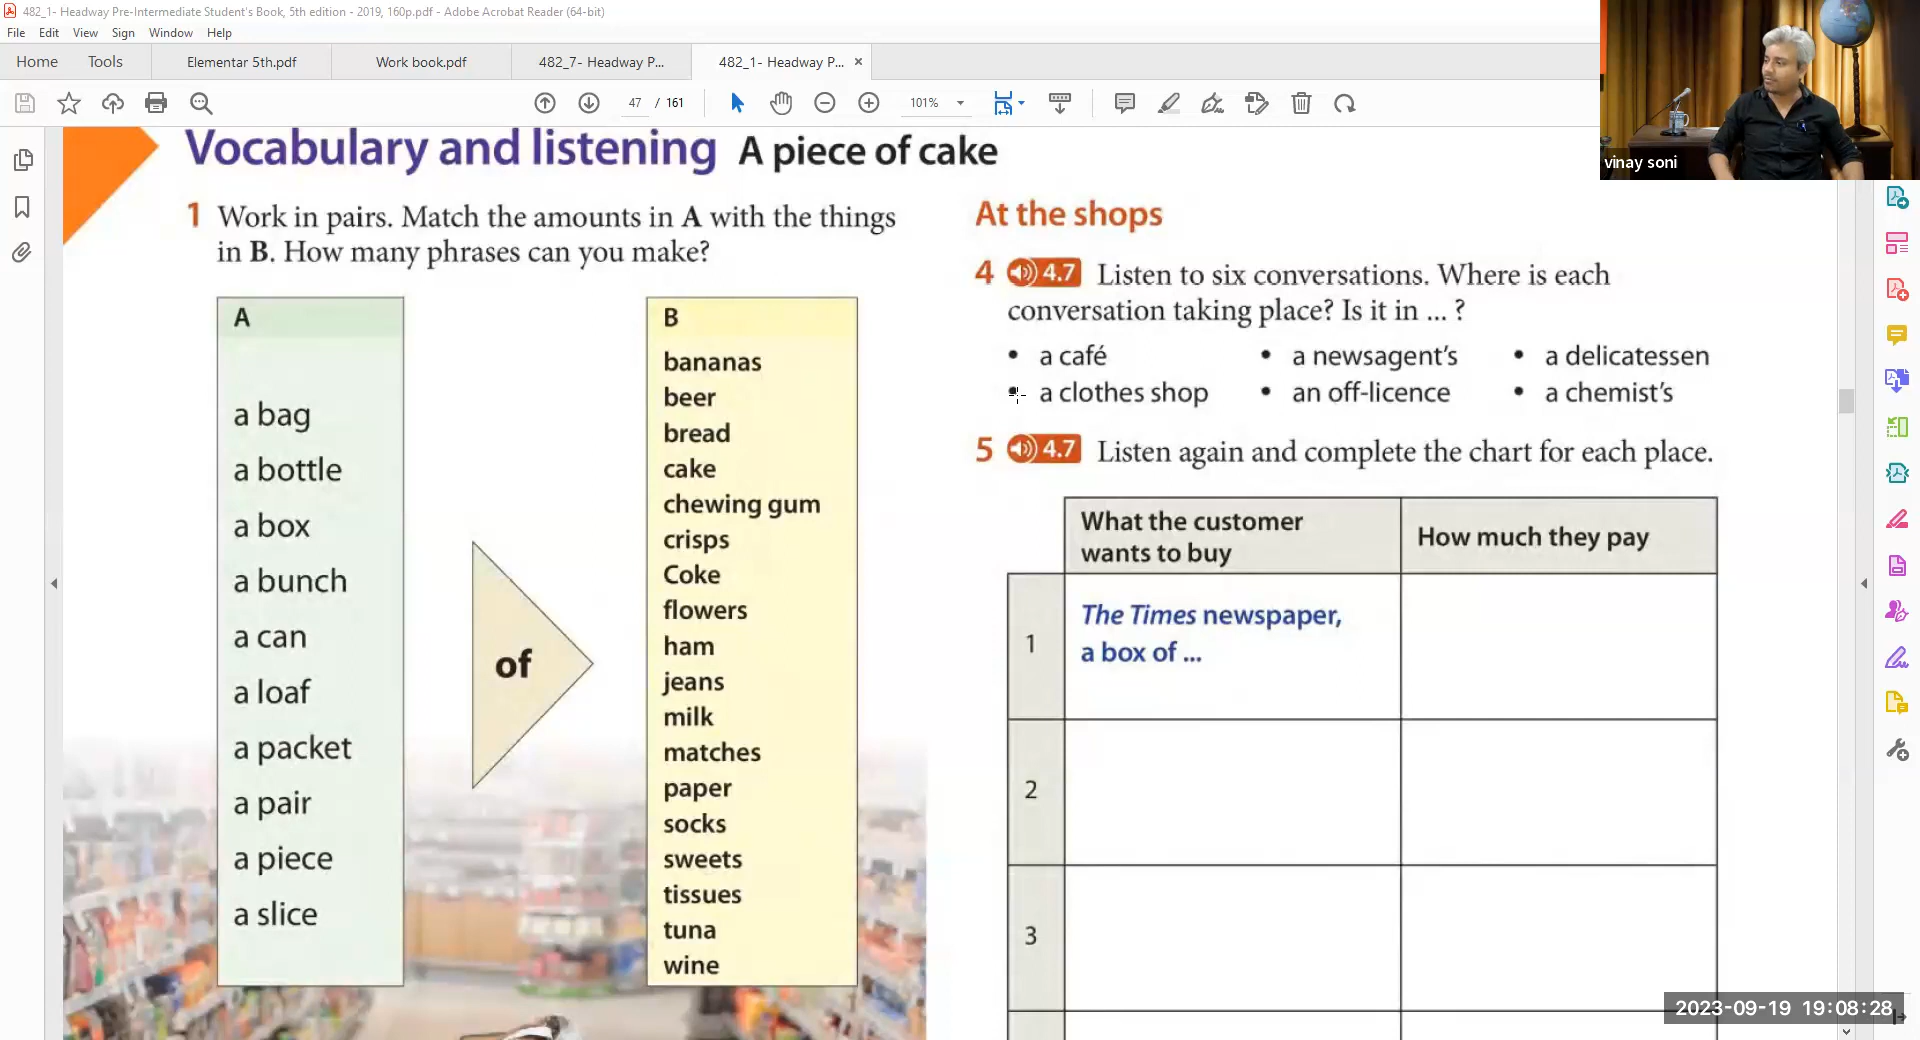 482_1- Headway Pre-Intermediate Student's Book, 5th edition - 2019, 160p.pdf - Adobe Acrobat Reader (64-bit)
File Edit View Sign Window Help
Home Tools Elementar 5th.pdf Work book.pdf 482_7- Headway P... 482_1- Headway P... ×
47 / 161 101%
vinay soni
Vocabulary and listening A piece of cake
1 Work in pairs. Match the amounts in A with the things
in B. How many phrases can you make?
A
a bag
a bottle
a box
a bunch
a can
a loaf
a packet
a pair
a piece
a slice
of
B
bananas
beer
bread
cake
chewing gum
crisps
Coke
flowers
ham
jeans
milk
matches
paper
socks
sweets
tissues
tuna
wine
At the shops
4 4.7 Listen to six conversations. Where is each
conversation taking place? Is it in ... ?
• a café • a newsagent's • a delicatessen
• a clothes shop • an off-licence • a chemist's
5 4.7 Listen again and complete the chart for each place.
What the customer
wants to buy
How much they pay
1
The Times newspaper,
a box of ...
2
3
2023-09-19 19:08:28